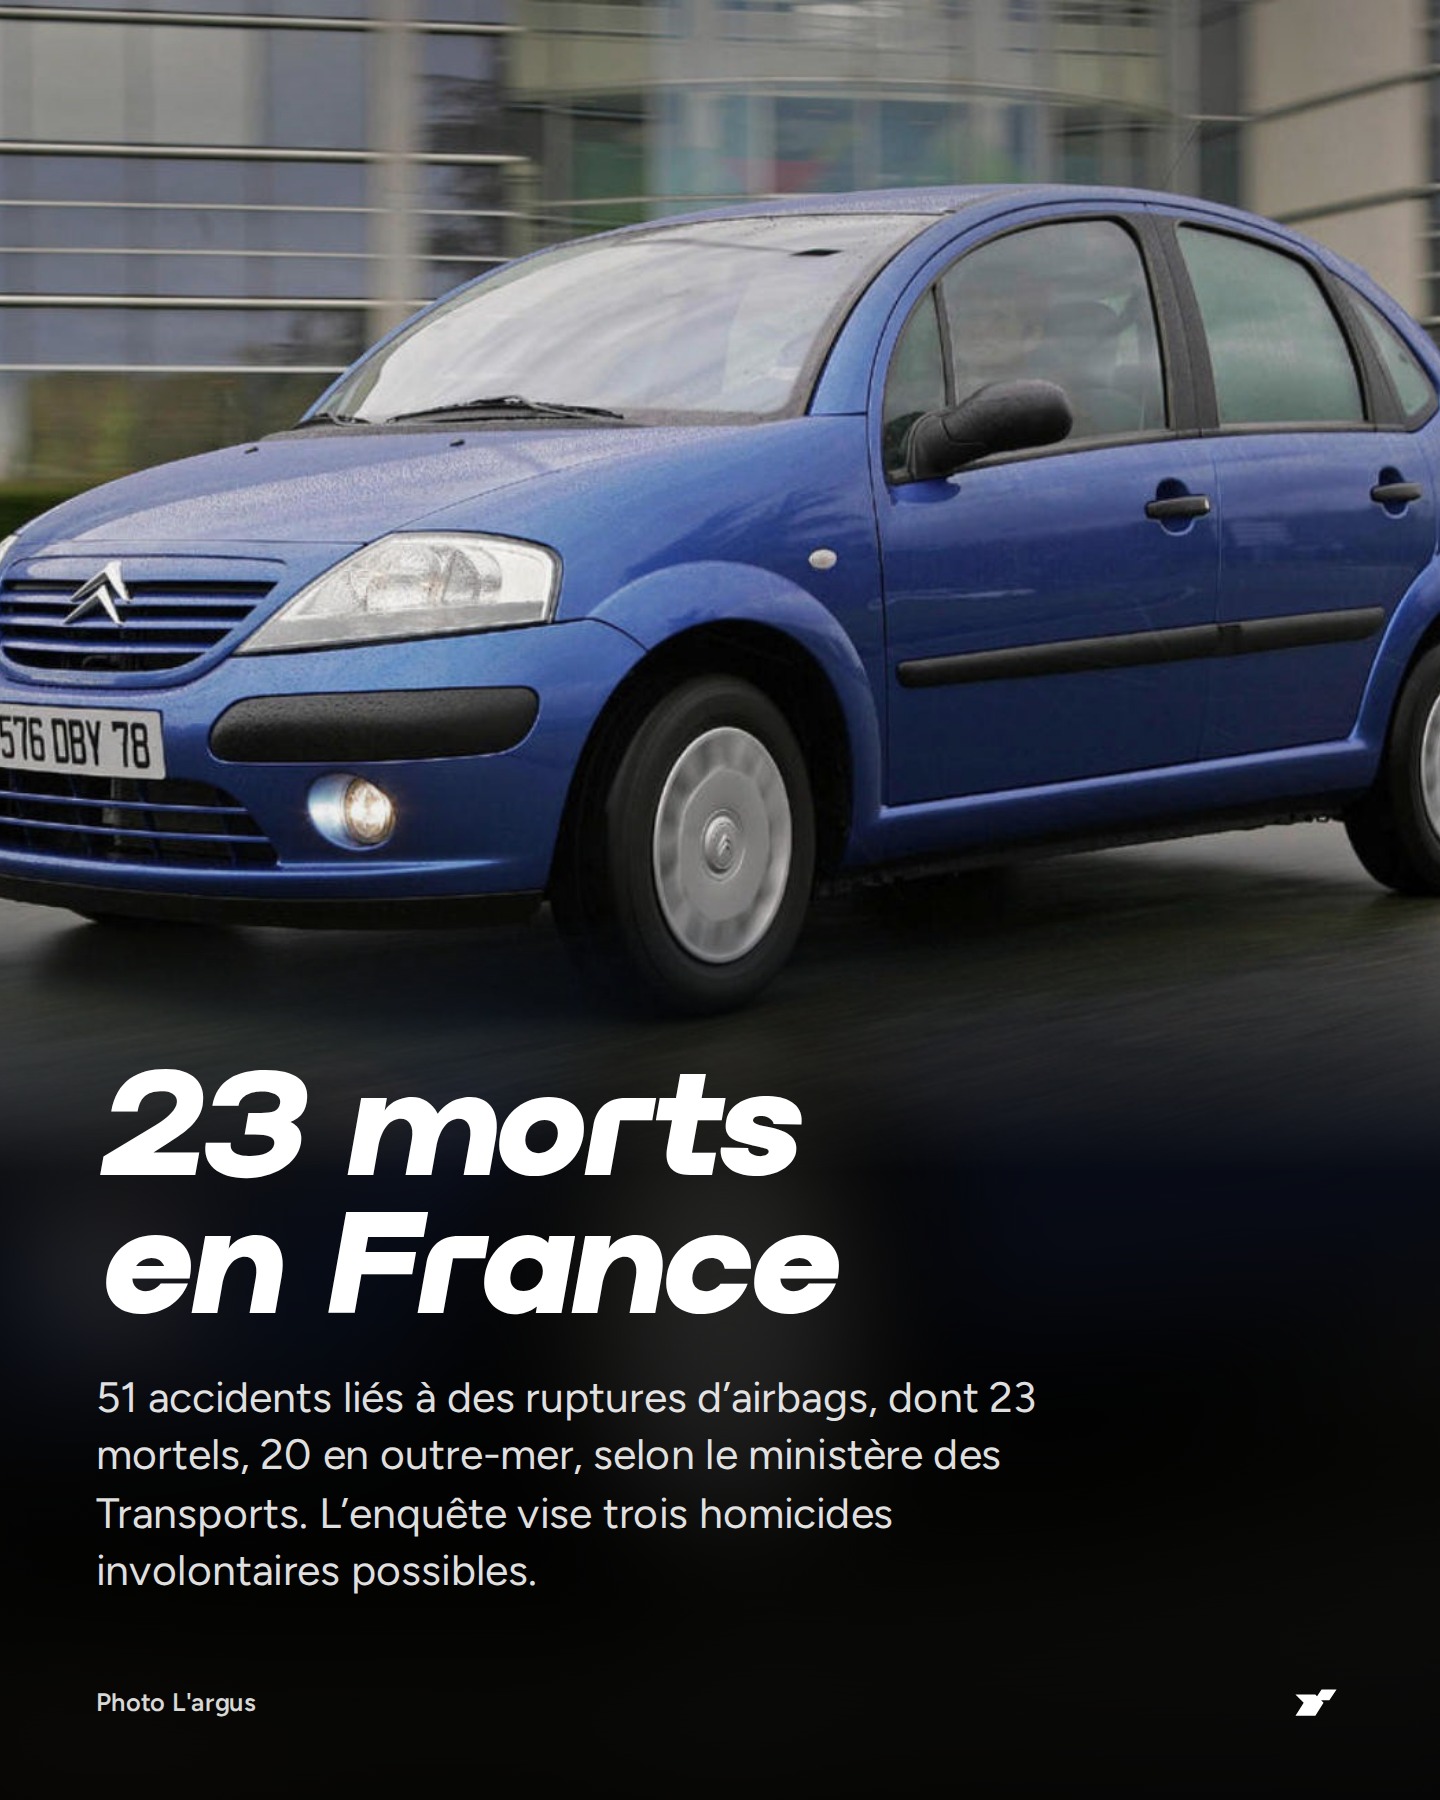 576 DBY 78
23 morts
en France
51 accidents liés à des ruptures d’airbags, dont 23
mortels, 20 en outre-mer, selon le ministère des
Transports. L’enquête vise trois homicides
involontaires possibles.
Photo L'argus